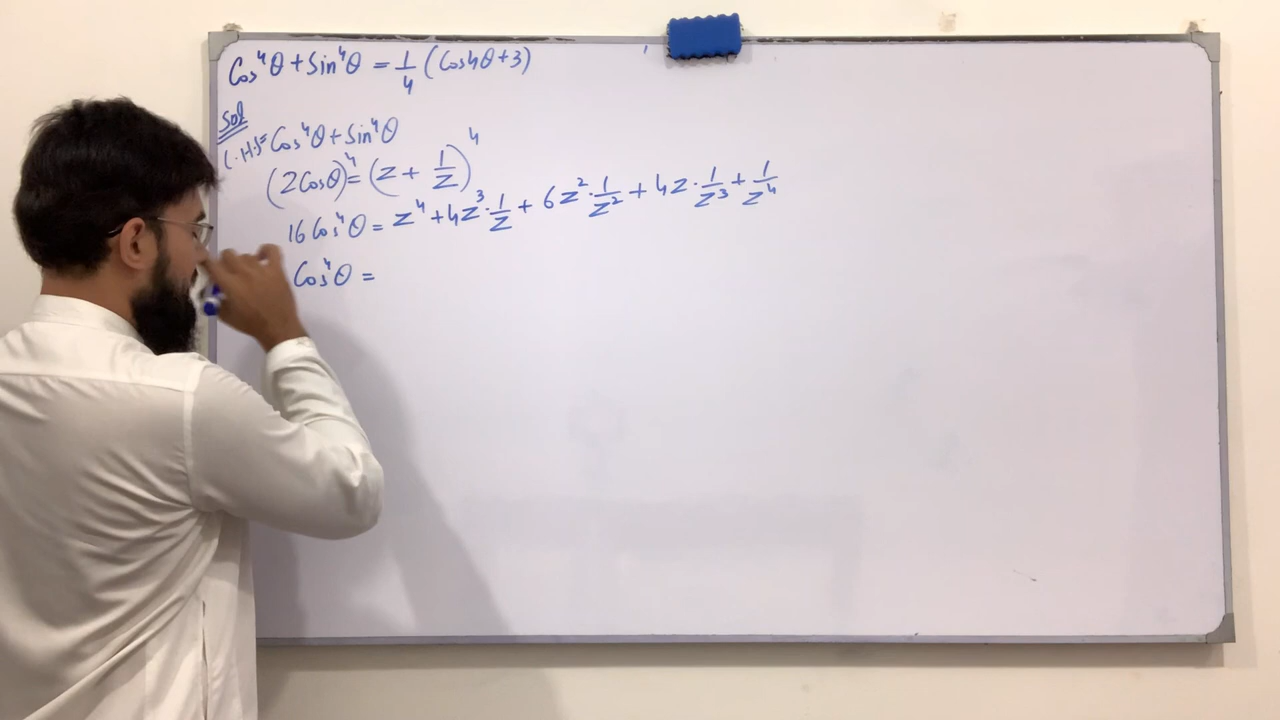 Cos⁴θ + Sin⁴θ = 1/4 (Cos4θ+3)
Sol
L.H.S = Cos⁴θ + Sin⁴θ
(2Cosθ)⁴ = (z + 1/z)⁴
16 Cos⁴θ = z⁴ + 4z³·1/z + 6z²·1/z² + 4z·1/z³ + 1/z⁴
Cos⁴θ =